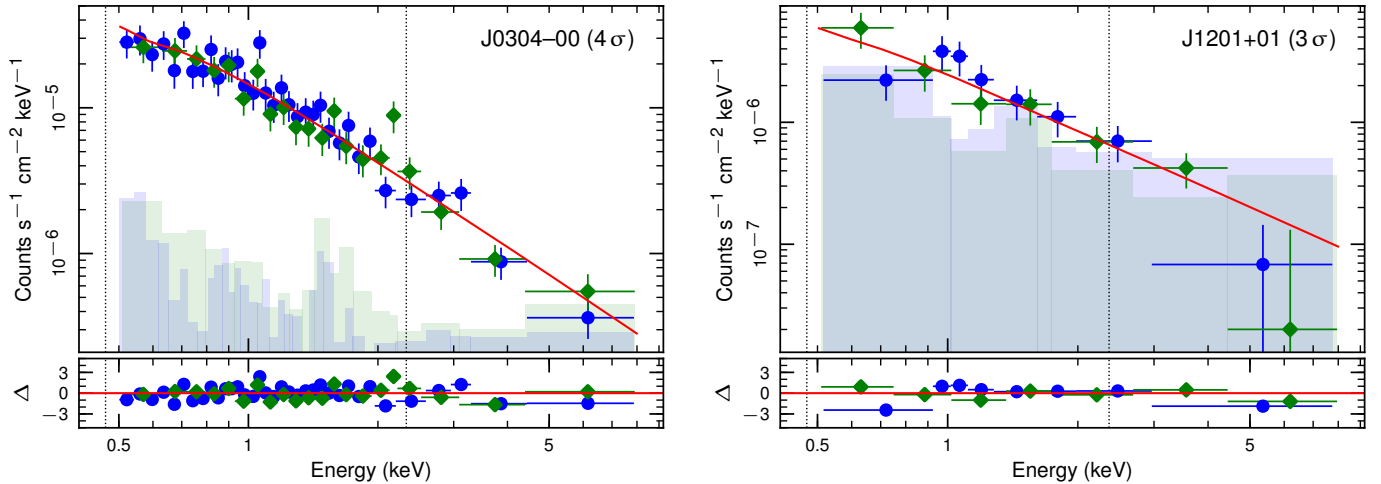 J0304−00 (4 σ)
Counts s⁻¹ cm⁻² keV⁻¹
10⁻⁵
10⁻⁶
Δ
3
0
−3
0.5
1
5
Energy (keV)
J1201+01 (3 σ)
Counts s⁻¹ cm⁻² keV⁻¹
10⁻⁶
10⁻⁷
Δ
3
0
−3
0.5
1
5
Energy (keV)